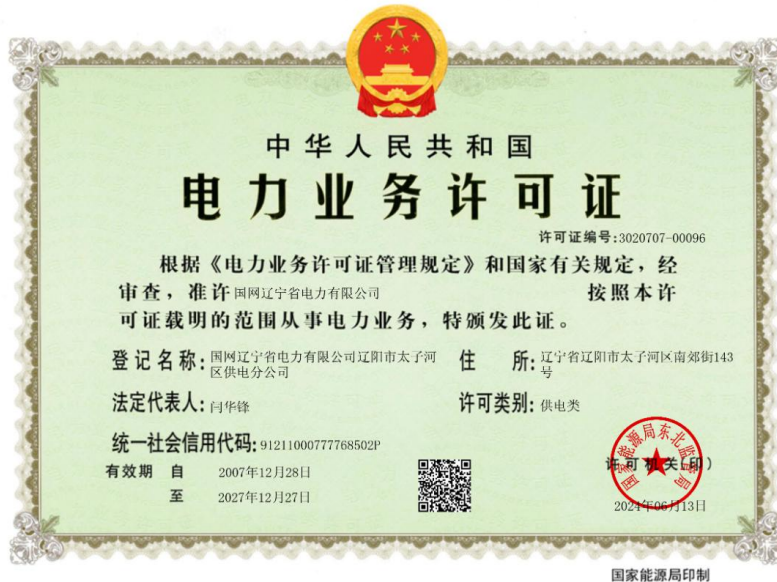 中华人民共和国
电力业务许可证
许可证编号:3020707-00096
根据《电力业务许可证管理规定》和国家有关规定，经
审查，准许 国网辽宁省电力有限公司 按照本许
可证载明的范围从事电力业务，特颁发此证。
登记名称: 国网辽宁省电力有限公司辽阳市太子河
区供电分公司
住 所: 辽宁省辽阳市太子河区南郊街143
号
法定代表人: 闫华锋
许可类别: 供电类
统一社会信用代码: 91211000777768502P
有效期 自 2007年12月28日
至 2027年12月27日
国家能源局东北监管局
许可机关(印)
2024年06月13日
国家能源局印制